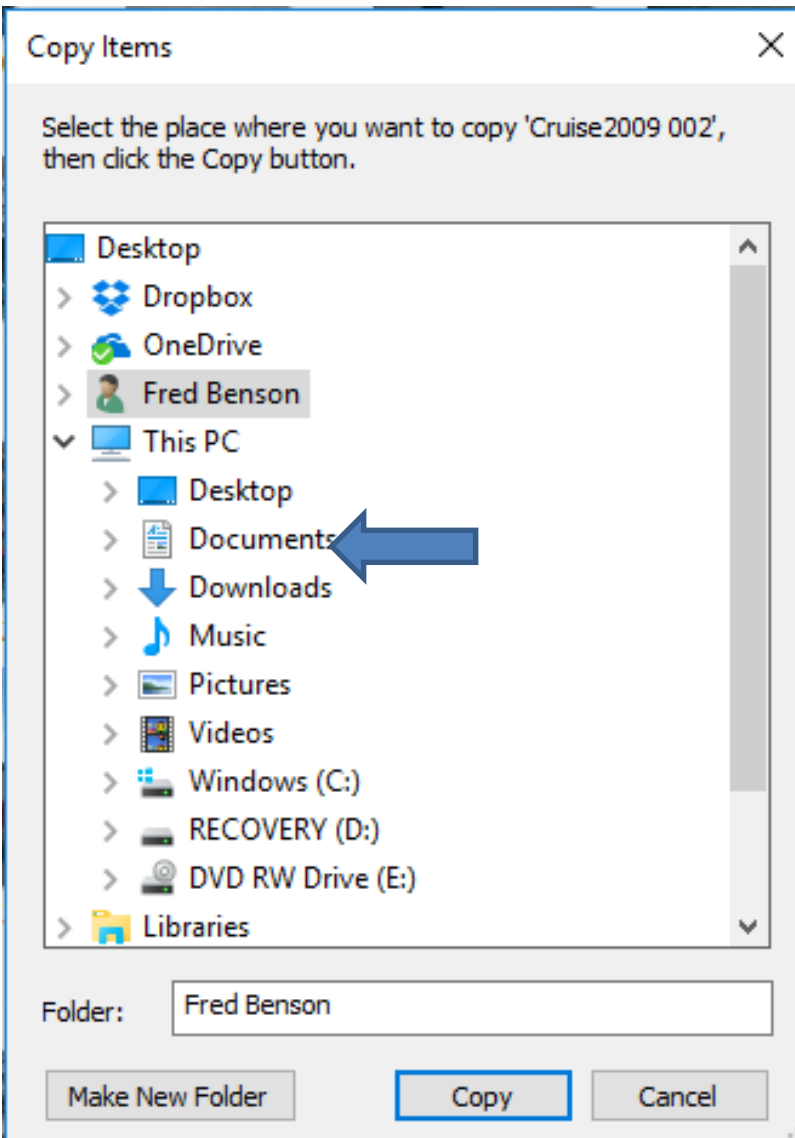 Copy Items
Select the place where you want to copy 'Cruise2009 002',
then click the Copy button.
Desktop
Dropbox
OneDrive
Fred Benson
This PC
Desktop
Documents
Downloads
Music
Pictures
Videos
Windows (C:)
RECOVERY (D:)
DVD RW Drive (E:)
Libraries
Folder: Fred Benson
Make New Folder Copy Cancel